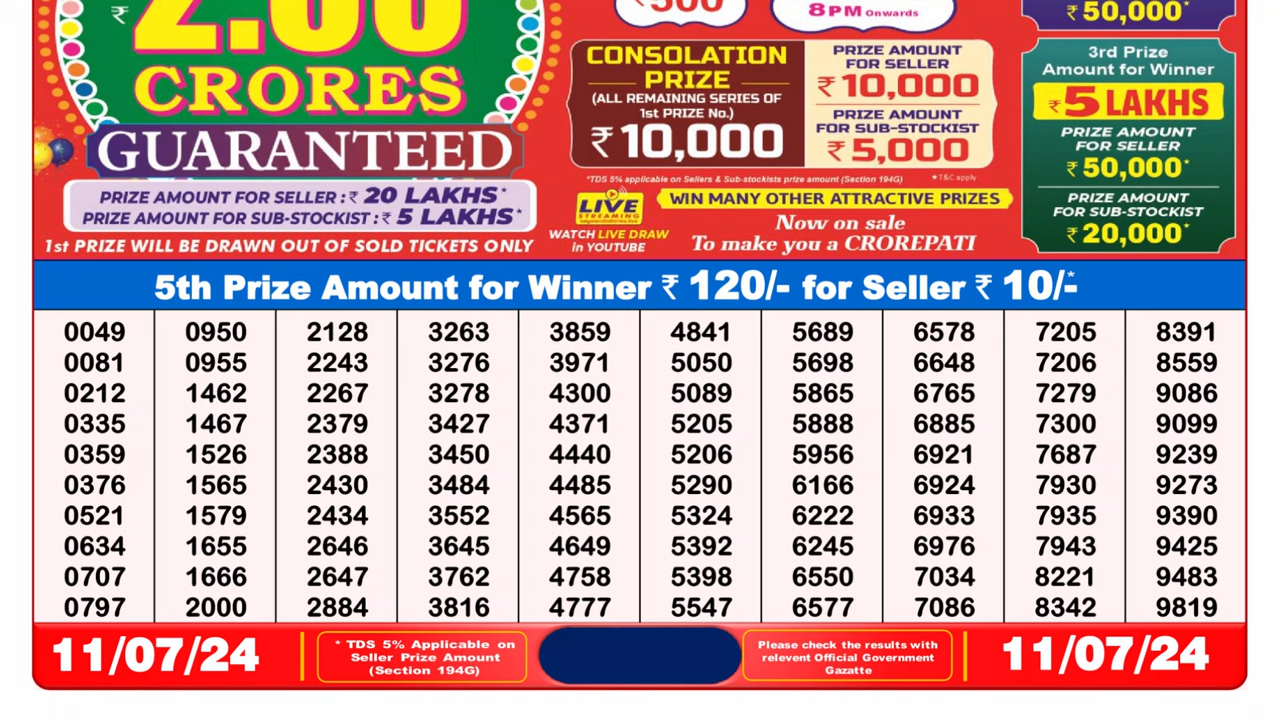 ₹ 2.00
CRORES
GUARANTEED
PRIZE AMOUNT FOR SELLER : ₹ 20 LAKHS*
PRIZE AMOUNT FOR SUB-STOCKIST : ₹ 5 LAKHS*
1st PRIZE WILL BE DRAWN OUT OF SOLD TICKETS ONLY
₹500
8PM Onwards
CONSOLATION
PRIZE
(ALL REMAINING SERIES OF
1st PRIZE No.)
₹ 10,000
PRIZE AMOUNT
FOR SELLER
₹ 10,000
PRIZE AMOUNT
FOR SUB-STOCKIST
₹ 5,000
*TDS 5% applicable on Sellers & Sub-stockists prize amount (Section 194G)
*T&C apply
LIVE
STREAMING
WATCH LIVE DRAW
in YOUTUBE
WIN MANY OTHER ATTRACTIVE PRIZES
Now on sale
To make you a CROREPATI
₹ 50,000*
3rd Prize
Amount for Winner
₹ 5 LAKHS
PRIZE AMOUNT
FOR SELLER
₹ 50,000*
PRIZE AMOUNT
FOR SUB-STOCKIST
₹ 20,000*
5th Prize Amount for Winner ₹ 120/- for Seller ₹ 10/-*
0049 0950 2128 3263 3859 4841 5689 6578 7205 8391
0081 0955 2243 3276 3971 5050 5698 6648 7206 8559
0212 1462 2267 3278 4300 5089 5865 6765 7279 9086
0335 1467 2379 3427 4371 5205 5888 6885 7300 9099
0359 1526 2388 3450 4440 5206 5956 6921 7687 9239
0376 1565 2430 3484 4485 5290 6166 6924 7930 9273
0521 1579 2434 3552 4565 5324 6222 6933 7935 9390
0634 1655 2646 3645 4649 5392 6245 6976 7943 9425
0707 1666 2647 3762 4758 5398 6550 7034 8221 9483
0797 2000 2884 3816 4777 5547 6577 7086 8342 9819
11/07/24
* TDS 5% Applicable on
Seller Prize Amount
(Section 194G)
Please check the results with
relevent Official Government
Gazatte
11/07/24